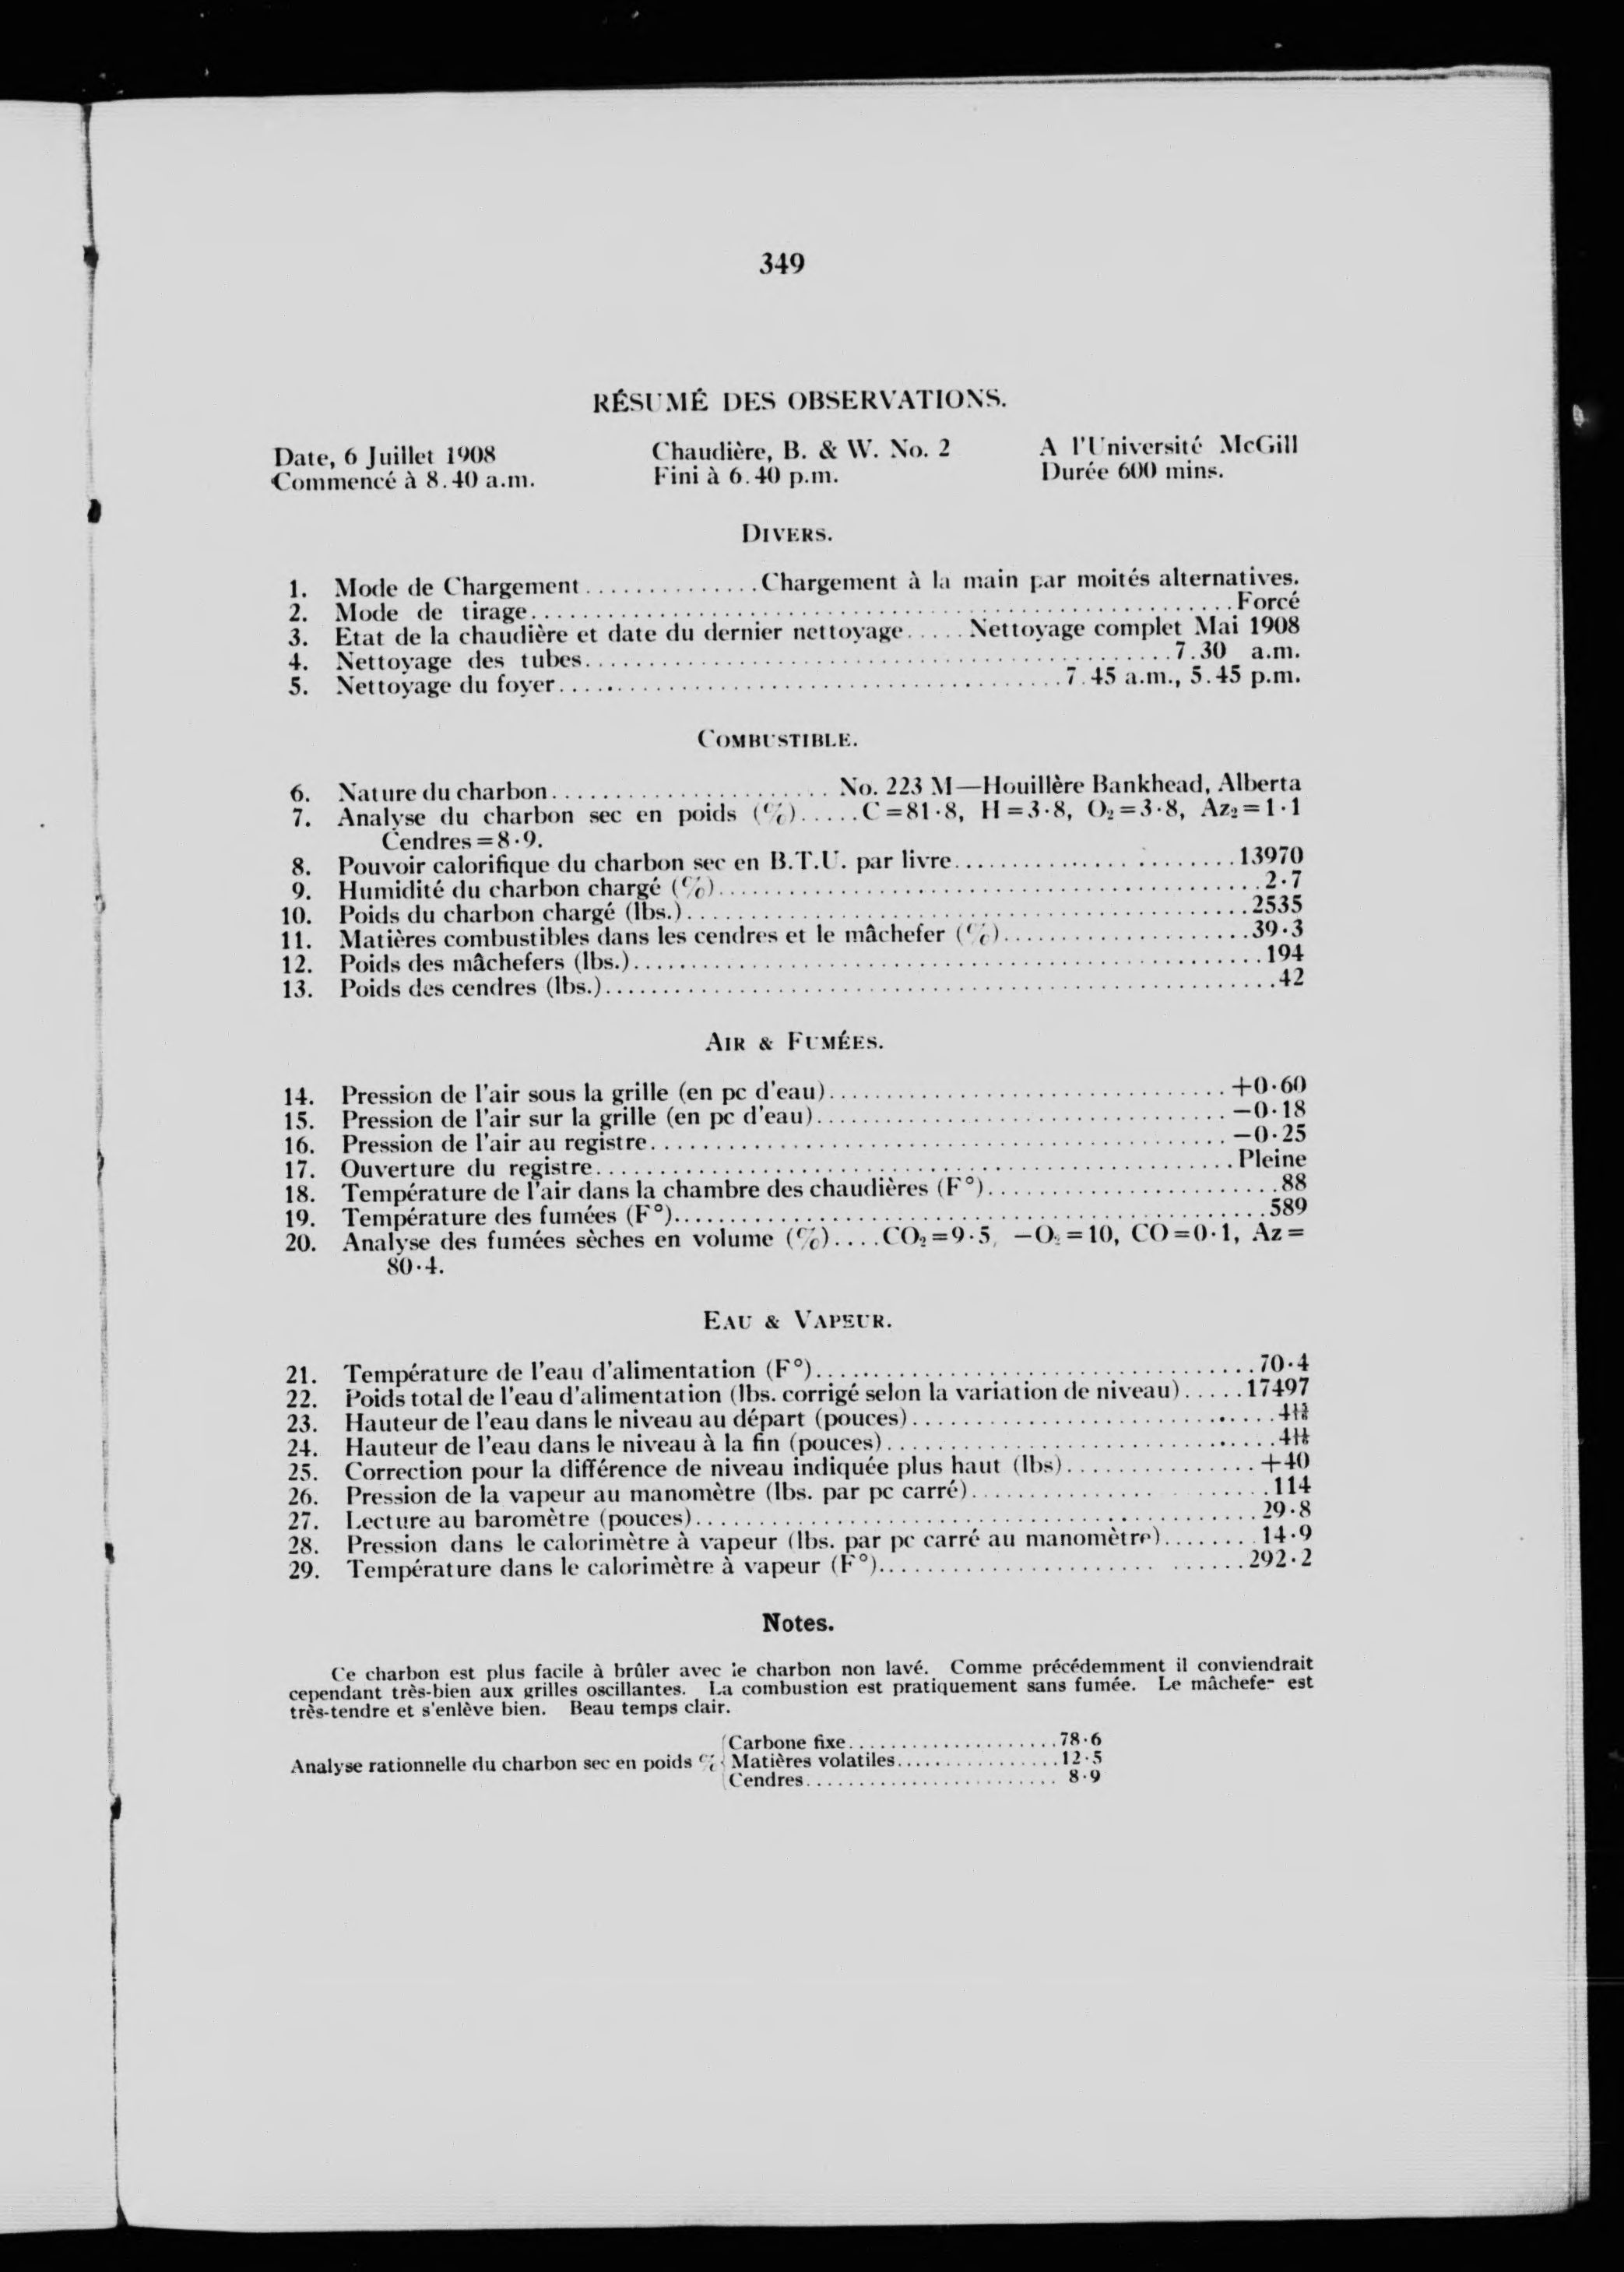 349
RÉSUMÉ DES OBSERVATIONS.
Date, 6 Juillet 1908 Chaudière, B. & W. No. 2 A l'Université McGill
Commencé à 8.40 a.m. Fini à 6.40 p.m. Durée 600 mins.
DIVERS.
1. Mode de Chargement...............Chargement à la main par moités alternatives.
2. Mode de tirage.................................................Forcé
3. Etat de la chaudière et date du dernier nettoyage.....Nettoyage complet Mai 1908
4. Nettoyage des tubes.................................................7.30 a.m.
5. Nettoyage du foyer.................................................7.45 a.m., 5.45 p.m.
COMBUSTIBLE.
6. Nature du charbon....................... No. 223 M—Houillère Bankhead, Alberta
7. Analyse du charbon sec en poids (%).....C=81·8, H=3·8, O₂=3·8, Az₂=1·1
Cendres=8·9.
8. Pouvoir calorifique du charbon sec en B.T.U. par livre.......................13970
9. Humidité du charbon chargé (%).................................................2·7
10. Poids du charbon chargé (lbs.).................................................2535
11. Matières combustibles dans les cendres et le mâchefer (%).......................39·3
12. Poids des mâchefers (lbs.).................................................194
13. Poids des cendres (lbs.).................................................42
AIR & FUMÉES.
14. Pression de l'air sous la grille (en pc d'eau)................................. +0·60
15. Pression de l'air sur la grille (en pc d'eau)................................. —0·18
16. Pression de l'air au registre................................................. —0·25
17. Ouverture du registre................................................. Pleine
18. Température de l'air dans la chambre des chaudières (F°).......................88
19. Température des fumées (F°).................................................589
20. Analyse des fumées sèches en volume (%)....CO₂=9·5, —O₂=10, CO=0·1, Az=
80·4.
EAU & VAPEUR.
21. Température de l'eau d'alimentation (F°).................................70·4
22. Poids total de l'eau d'alimentation (lbs. corrigé selon la variation de niveau).....17497
23. Hauteur de l'eau dans le niveau au départ (pouces).................................
24. Hauteur de l'eau dans le niveau à la fin (pouces).................................
25. Correction pour la différence de niveau indiquée plus haut (lbs)................+40
26. Pression de la vapeur au manomètre (lbs. par pc carré).......................114
27. Lecture au baromètre (pouces).................................................29·8
28. Pression dans le calorimètre à vapeur (lbs. par pc carré au manomètre)........14·9
29. Température dans le calorimètre à vapeur (F°).................................292·2
Notes.
Ce charbon est plus facile à brûler avec le charbon non lavé. Comme précédemment il conviendrait
cependant très-bien aux grilles oscillantes. La combustion est pratiquement sans fumée. Le mâchefer est
très-tendre et s'enlève bien. Beau temps clair.
Carbone fixe....................78·6
Analyse rationnelle du charbon sec en poids % { Matières volatiles................12·5
Cendres......................... 8·9